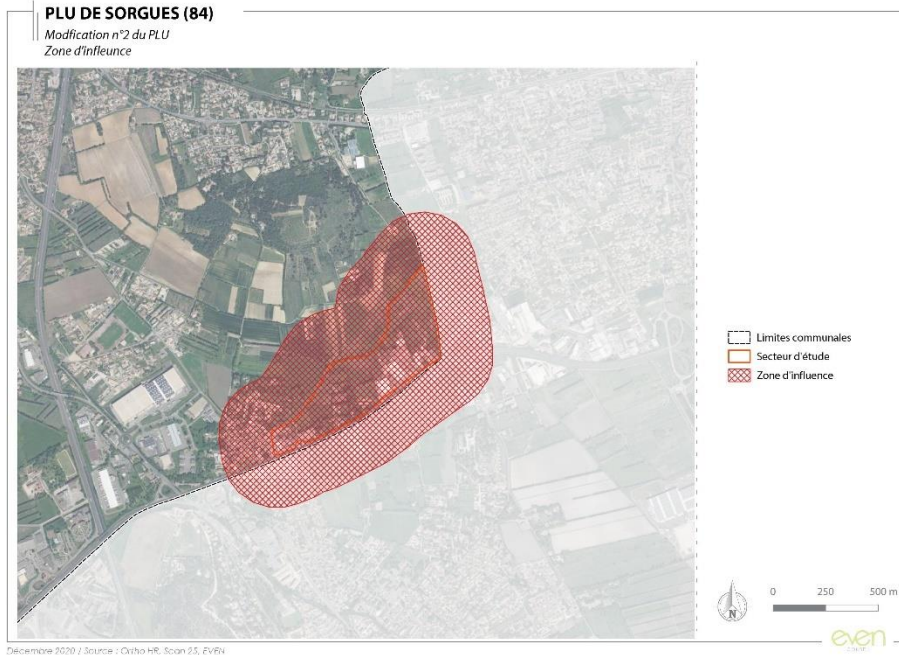 PLU DE SORGUES (84)
Modfication n°2 du PLU
Zone d'infleunce
Limites communales
Secteur d'étude
Zone d'influence
0 250 500 m
N
even
Décembre 2020 / Source : Ortho HR, Scan 25, EVEN